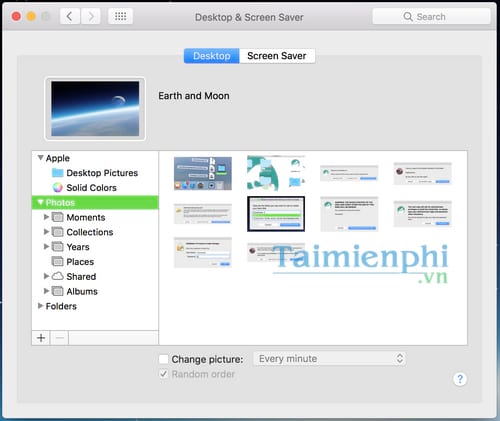 Desktop & Screen Saver
Search
Desktop
Screen Saver
Earth and Moon
Apple
Desktop Pictures
Solid Colors
Photos
Moments
Collections
Years
Places
Shared
Albums
Folders
Taimienphi
.vn
+ −
Change picture:
Every minute
Random order
?